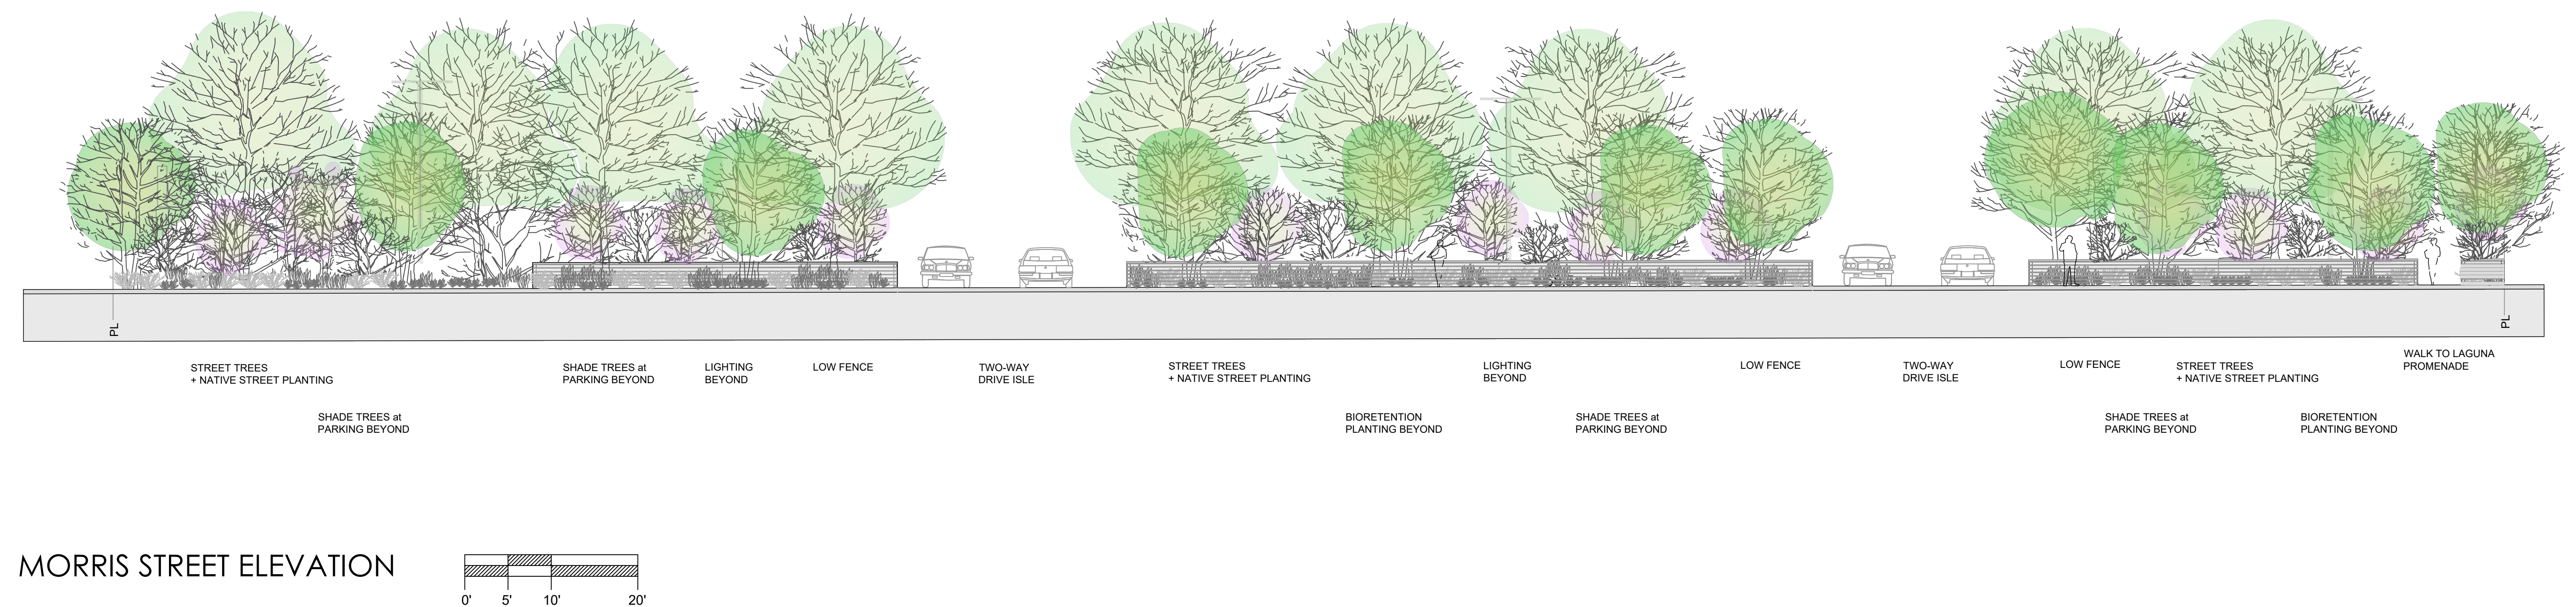 PL
PL
STREET TREES
+ NATIVE STREET PLANTING
SHADE TREES at
PARKING BEYOND
SHADE TREES at
PARKING BEYOND
LIGHTING
BEYOND
LOW FENCE
TWO-WAY
DRIVE ISLE
STREET TREES
+ NATIVE STREET PLANTING
BIORETENTION
PLANTING BEYOND
LIGHTING
BEYOND
SHADE TREES at
PARKING BEYOND
LOW FENCE
TWO-WAY
DRIVE ISLE
LOW FENCE
SHADE TREES at
PARKING BEYOND
STREET TREES
+ NATIVE STREET PLANTING
BIORETENTION
PLANTING BEYOND
WALK TO LAGUNA
PROMENADE
MORRIS STREET ELEVATION
0' 5' 10' 20'